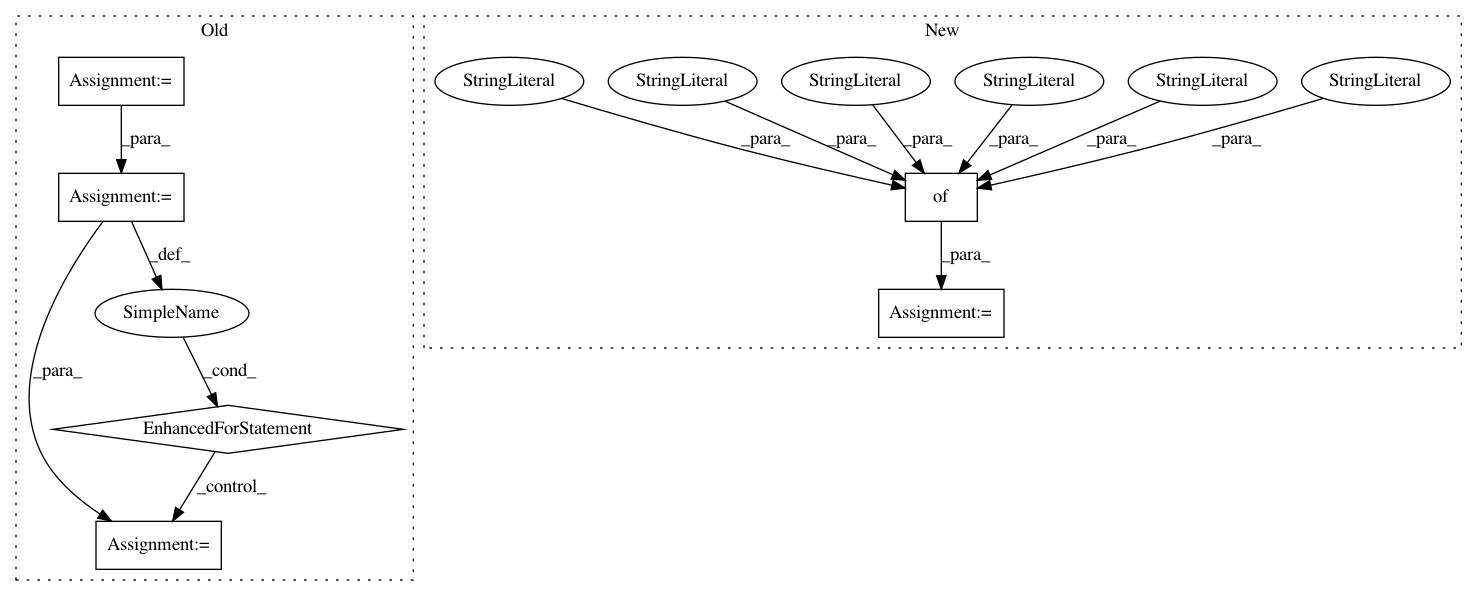 Old
New
Assignment:=
StringLiteral
StringLiteral
StringLiteral
StringLiteral
StringLiteral
StringLiteral
_para_
_para_
_para_
_para_
_para_
_para_
_para_
Assignment:=
of
_def_
_para_
SimpleName
Assignment:=
_para_
_cond_
EnhancedForStatement
_control_
Assignment:=